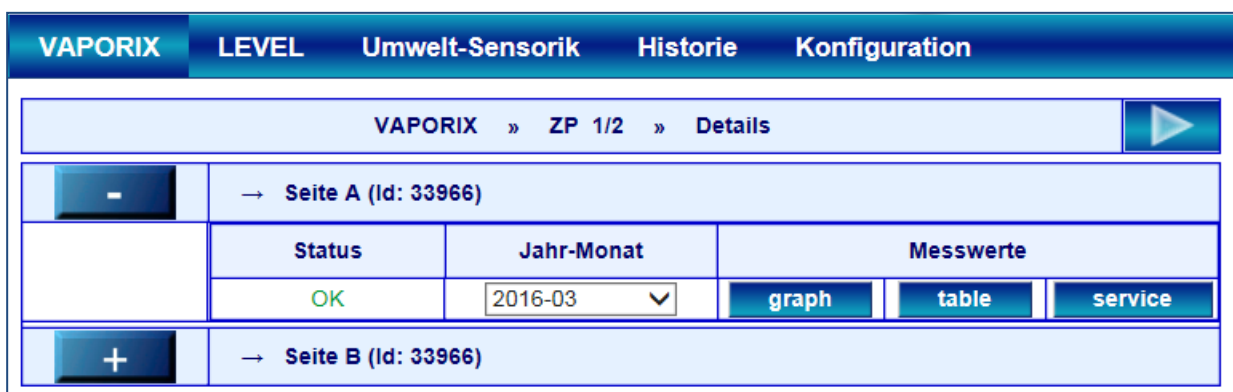 VAPORIX LEVEL Umwelt-Sensorik Historie Konfiguration
VAPORIX » ZP 1/2 » Details
- → Seite A (Id: 33966)
Status Jahr-Monat Messwerte
OK 2016-03 graph table service
+ → Seite B (Id: 33966)